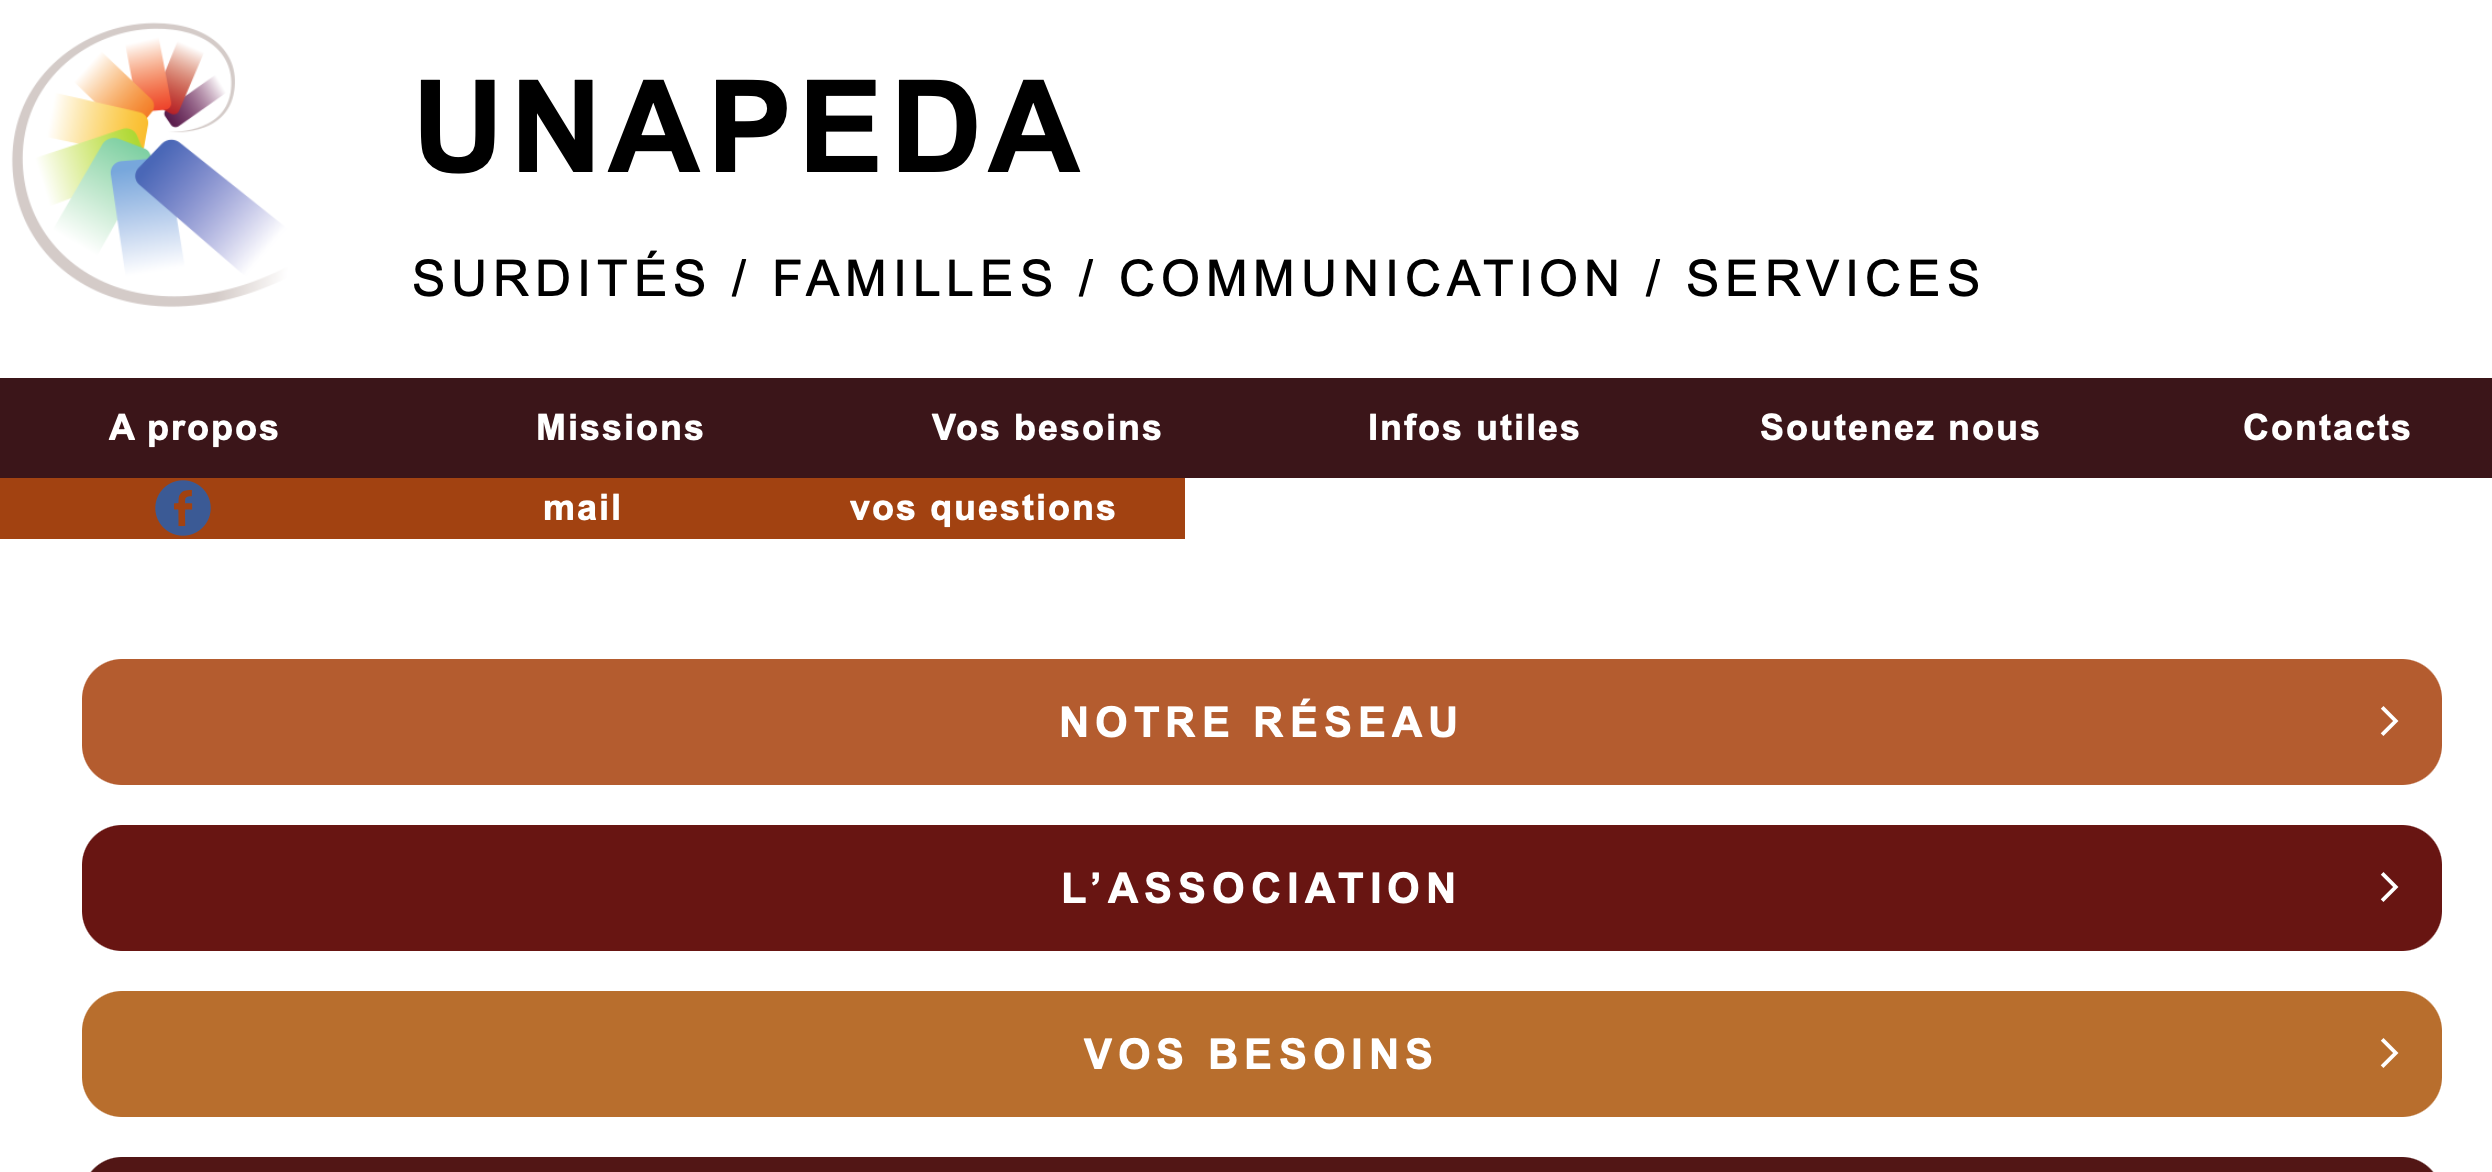 UNAPEDA
SURDITÉS / FAMILLES / COMMUNICATION / SERVICES
A propos Missions Vos besoins Infos utiles Soutenez nous Contacts
f mail vos questions
NOTRE RÉSEAU
L’ASSOCIATION
VOS BESOINS